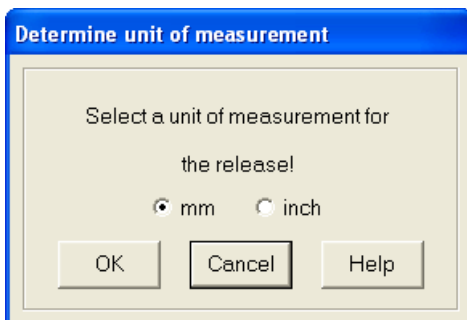 Determine unit of measurement
Select a unit of measurement for
the release!
mm inch
OK Cancel Help